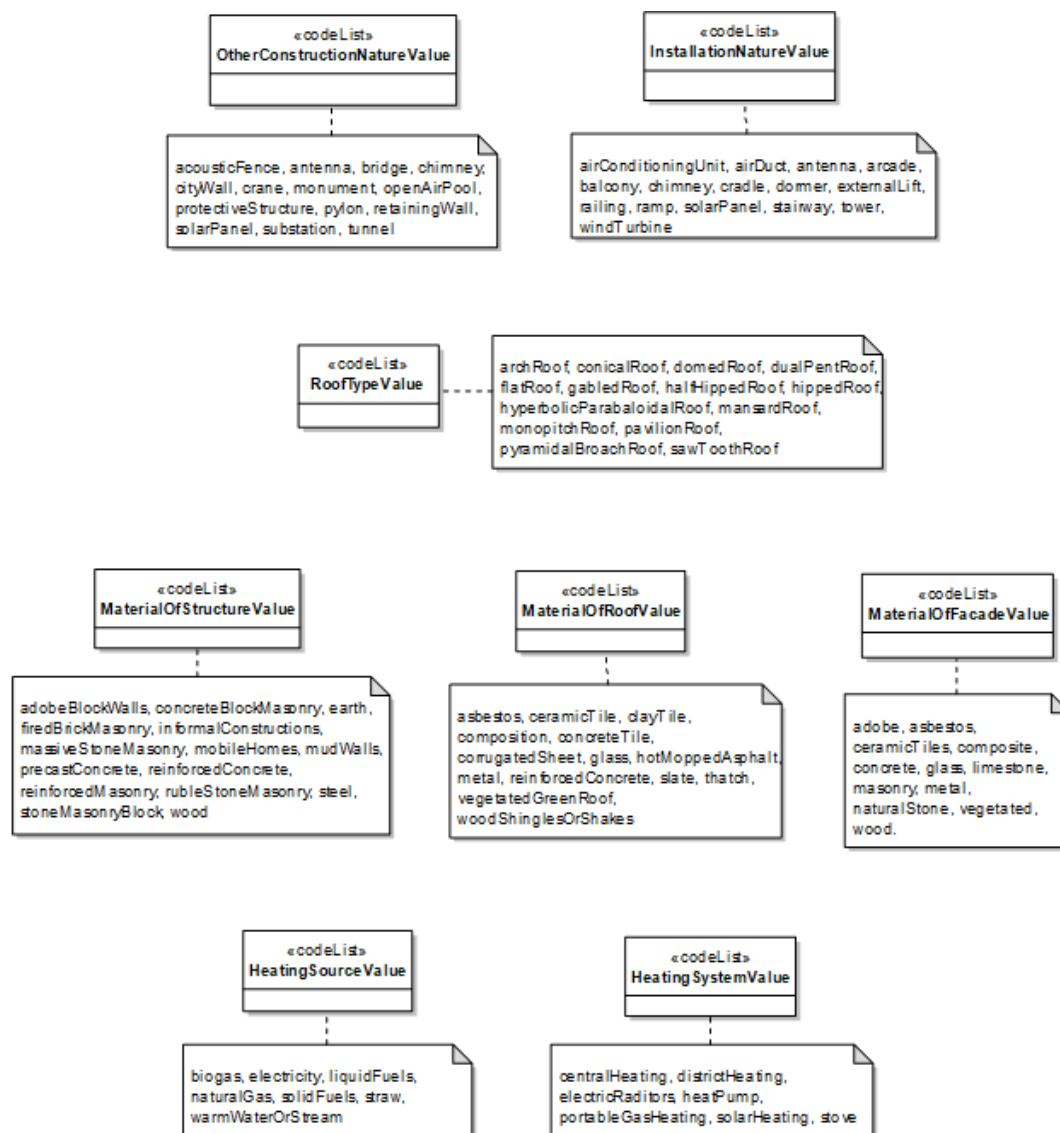 «codeList»
OtherConstructionNatureValue
acousticFence, antenna, bridge, chimney,
cityWall, crane, monument, openAirPool,
protectiveStructure, pylon, retainingWall,
solarPanel, substation, tunnel
«codeList»
InstallationNatureValue
airConditioningUnit, airDuct, antenna, arcade,
balcony, chimney, cradle, dormer, externalLift,
railing, ramp, solarPanel, stairway, tower,
windTurbine
«codeList»
RoofTypeValue
archRoof, conicalRoof, domedRoof, dualPentRoof,
flatRoof, gabledRoof, halfHippedRoof, hippedRoof,
hyperbolicParabaloidalRoof, mansardRoof,
monopitchRoof, pavilionRoof,
pyramidalBroachRoof, sawToothRoof
«codeList»
MaterialOfStructureValue
adobeBlockWalls, concreteBlockMasonry, earth,
firedBrickMasonry, informalConstructions,
massiveStoneMasonry, mobileHomes, mudWalls,
precastConcrete, reinforcedConcrete,
reinforcedMasonry, rubleStoneMasonry, steel,
stoneMasonryBlock, wood
«codeList»
MaterialOfRoofValue
asbestos, ceramicTile, clayTile,
composition, concreteTile,
corrugatedSheet, glass, hotMoppedAsphalt,
metal, reinforcedConcrete, slate, thatch,
vegetatedGreenRoof,
woodShinglesOrShakes
«codeList»
MaterialOfFacadeValue
adobe, asbestos,
ceramicTiles, composite,
concrete, glass, limestone,
masonry, metal,
naturalStone, vegetated,
wood.
«codeList»
HeatingSourceValue
biogas, electricity, liquidFuels,
naturalGas, solidFuels, straw,
warmWaterOrStream
«codeList»
HeatingSystemValue
centralHeating, districtHeating,
electricRaditors, heatPump,
portableGasHeating, solarHeating, stove